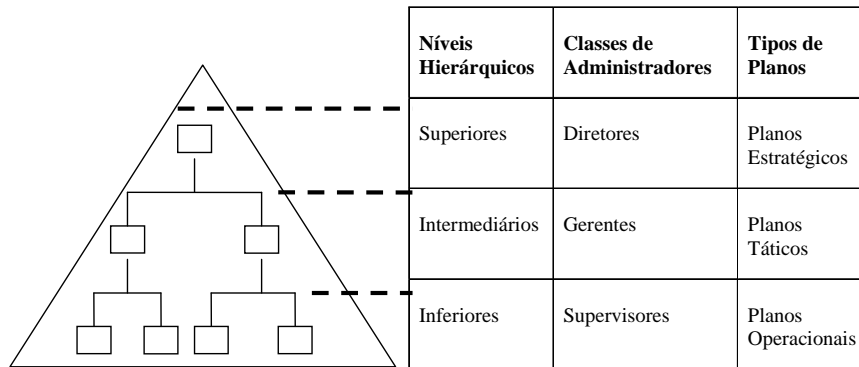 Níveis
Hierárquicos
Classes de
Administradores
Tipos de
Planos
Superiores
Diretores
Planos
Estratégicos
Intermediários
Gerentes
Planos
Táticos
Inferiores
Supervisores
Planos
Operacionais